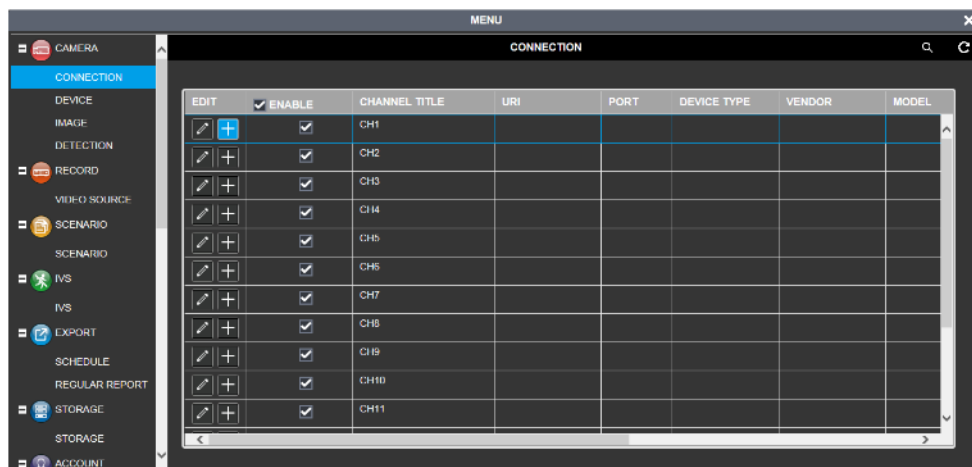 MENU
CAMERA
CONNECTION
DEVICE
IMAGE
DETECTION
RECORD
VIDEO SOURCE
SCENARIO
SCENARIO
IVS
IVS
EXPORT
SCHEDULE
REGULAR REPORT
STORAGE
STORAGE
ACCOUNT
CONNECTION
EDIT ENABLE CHANNEL TITLE URI PORT DEVICE TYPE VENDOR MODEL
CH1
CH2
CH3
CH4
CH5
CH6
CH7
CH8
CH9
CH10
CH11